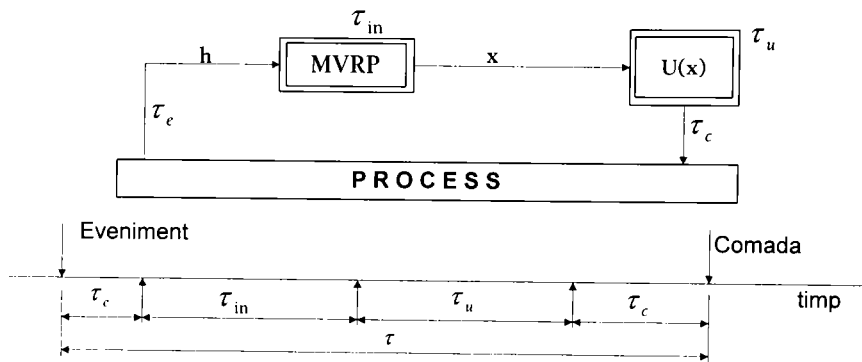 τin
h MVRP x U(x) τu
τe τc
PROCESS
Eveniment Comada
τc τin τu τc timp
τ